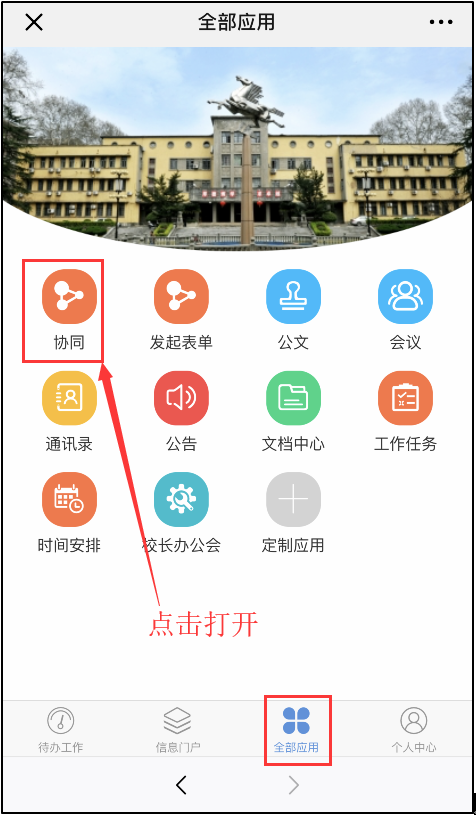 全部应用
协同
发起表单
公文
会议
通讯录
公告
文档中心
工作任务
时间安排
校长办公会
定制应用
点击打开
待办工作
信息门户
全部应用
个人中心